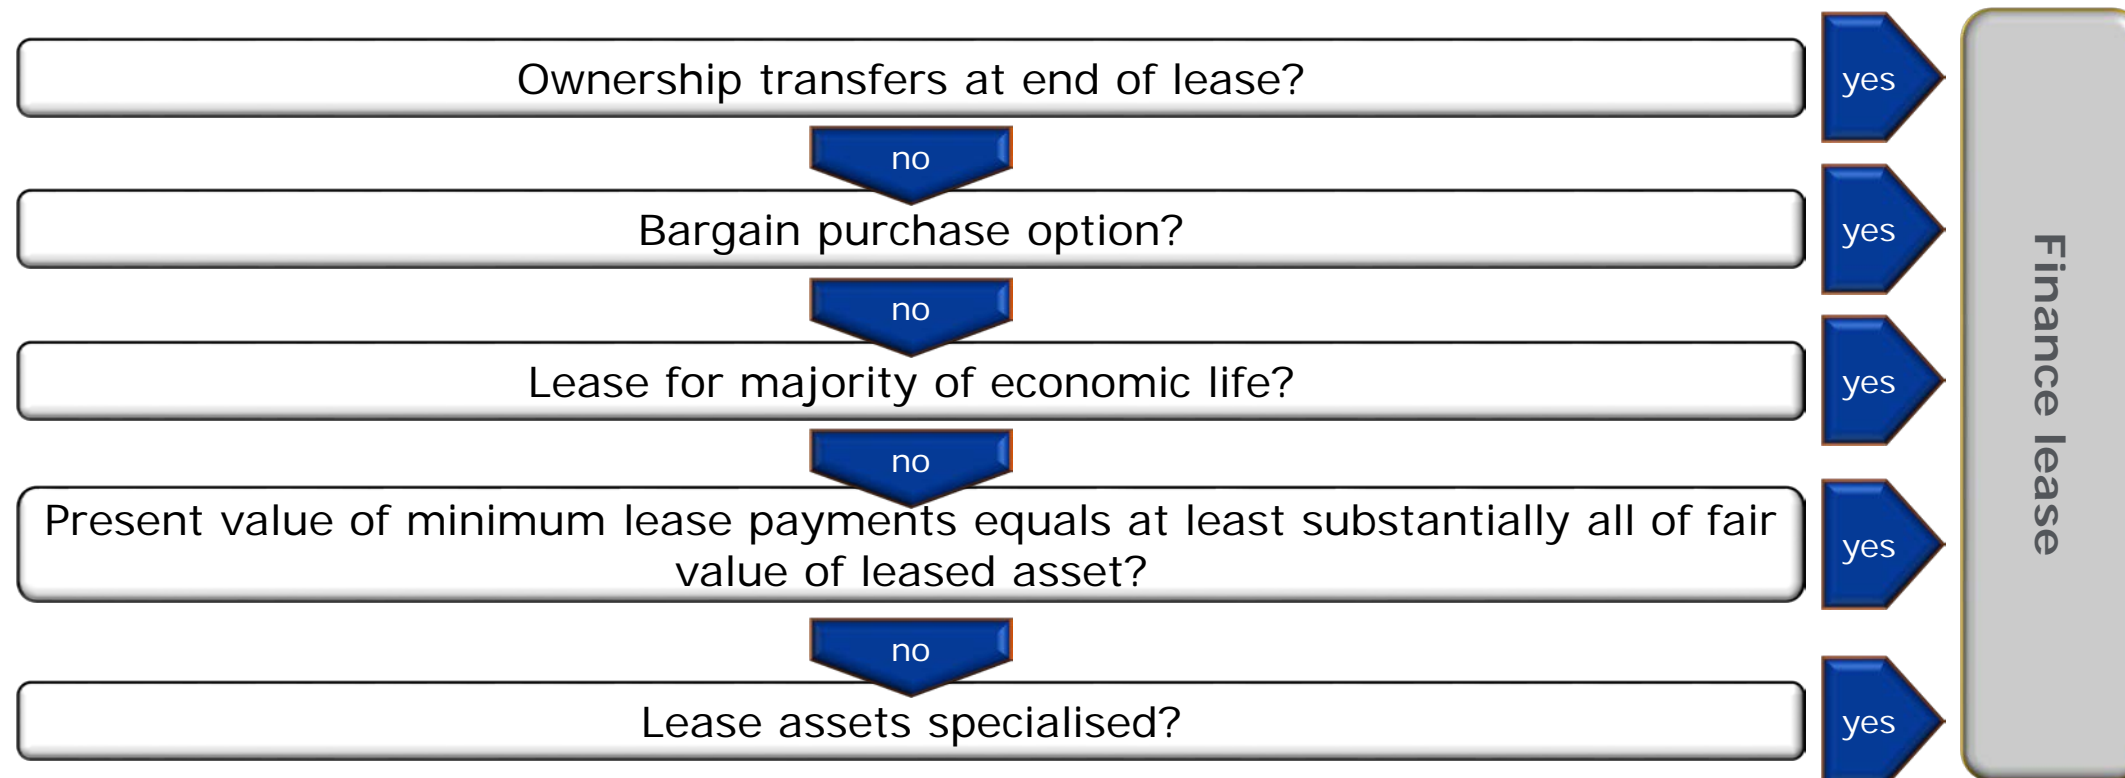 Ownership transfers at end of lease?
yes
no
Bargain purchase option?
yes
no
Lease for majority of economic life?
yes
no
Present value of minimum lease payments equals at least substantially all of fair
value of leased asset?
yes
no
Lease assets specialised?
yes
Finance lease